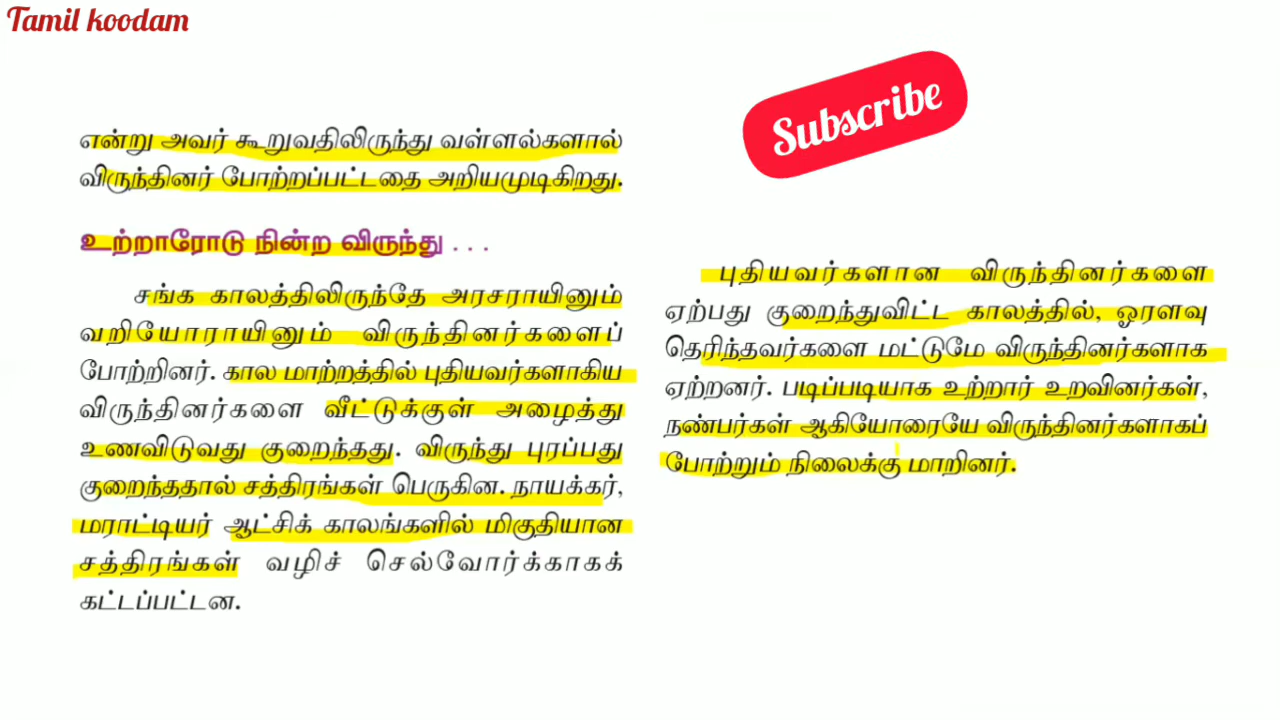 Tamil koodam
Subscribe
என்று அவர் கூறுவதிலிருந்து வள்ளல்களால்
விருந்தினர் போற்றப்பட்டதை அறியமுடிகிறது.
உற்றாரோடு நின்ற விருந்து . . .
சங்க காலத்திலிருந்தே அரசராயினும்
வறியோராயினும் விருந்தினர்களைப்
போற்றினர். கால மாற்றத்தில் புதியவர்களாகிய
விருந்தினர்களை வீட்டுக்குள் அழைத்து
உணவிடுவது குறைந்தது. விருந்து புரப்பது
குறைந்ததால் சத்திரங்கள் பெருகின. நாயக்கர்,
மராட்டியர் ஆட்சிக் காலங்களில் மிகுதியான
சத்திரங்கள் வழிச் செல்வோர்க்காகக்
கட்டப்பட்டன.
புதியவர்களான விருந்தினர்களை
ஏற்பது குறைந்துவிட்ட காலத்தில், ஓரளவு
தெரிந்தவர்களை மட்டுமே விருந்தினர்களாக
ஏற்றனர். படிப்படியாக உற்றார் உறவினர்கள்,
நண்பர்கள் ஆகியோரையே விருந்தினர்களாகப்
போற்றும் நிலைக்கு மாறினர்.